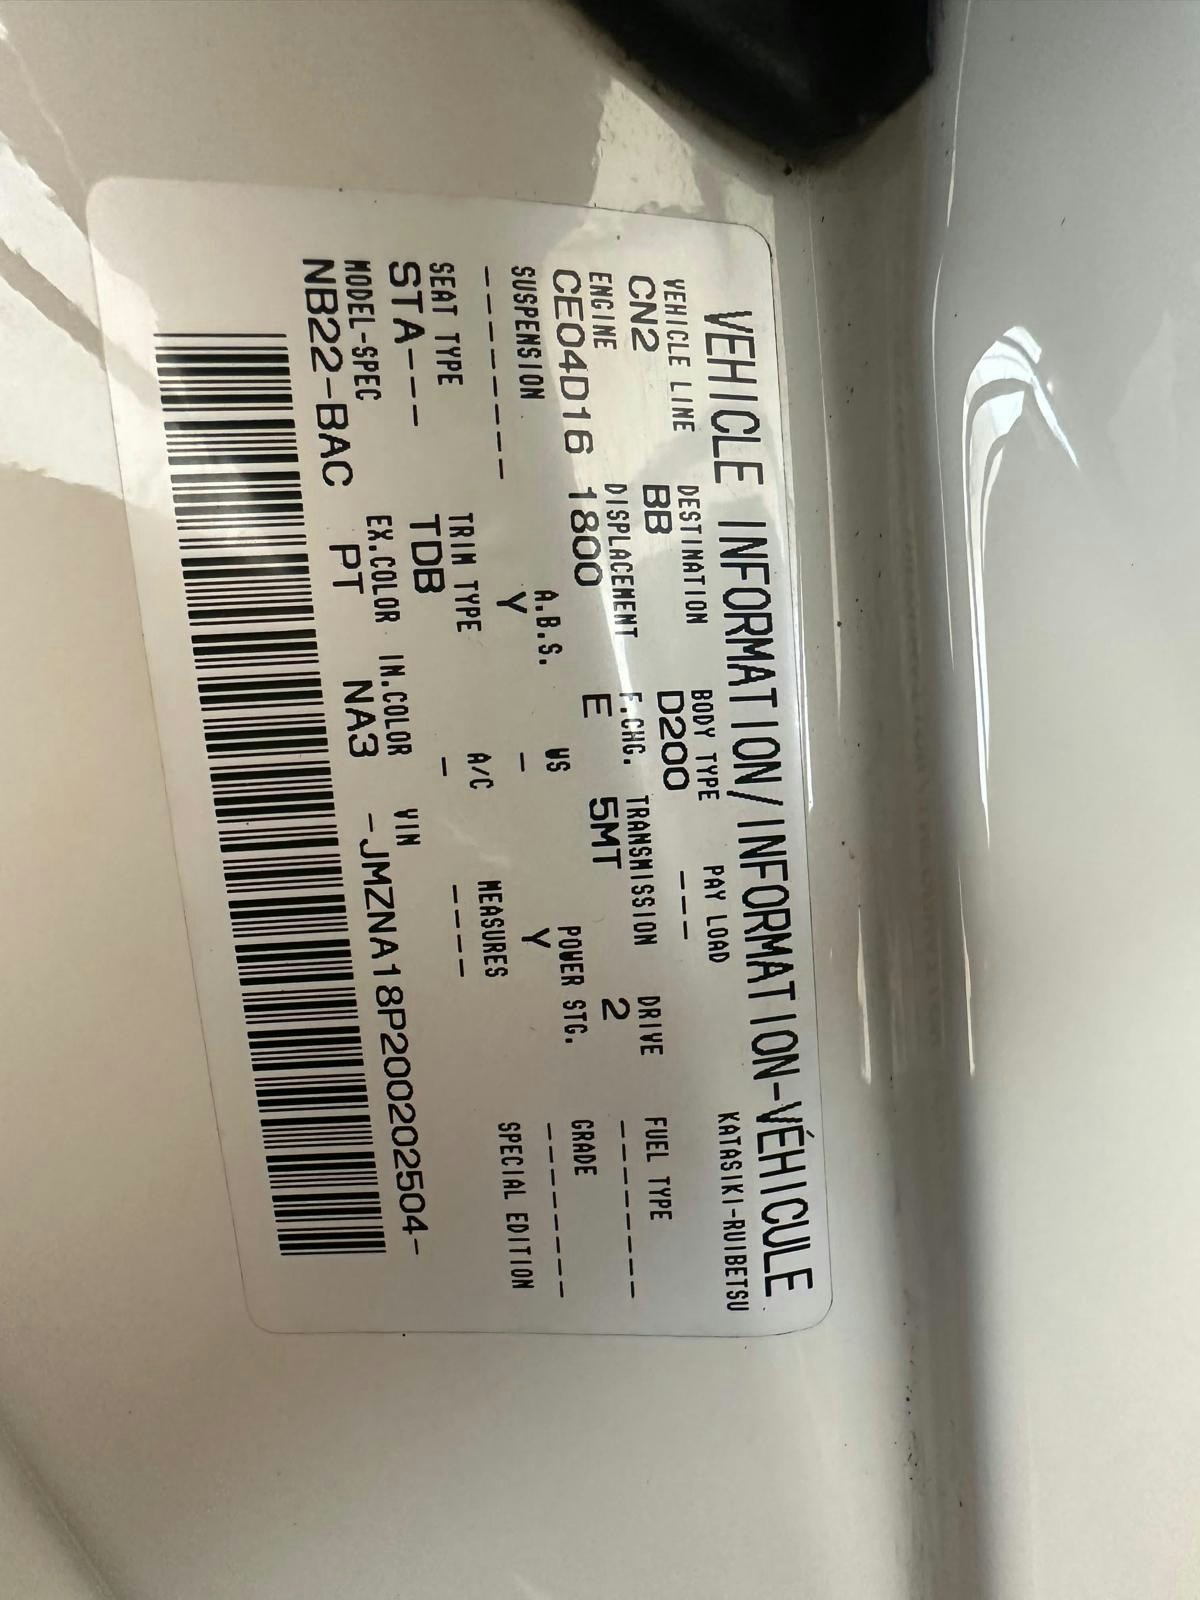 VEHICLE INFORMATION/INFORMATION-VÉHICULE
KATASIKI-RUIBETSU
VEHICLE LINE DESTINATION BODY TYPE PAY LOAD
CN2 BB D200 ---
ENGINE DISPLACEMENT F.CHG. TRANSMISSION DRIVE FUEL TYPE
CE04D16 1800 E 5MT 2 -------
SUSPENSION A.B.S. WS POWER STG. GRADE
------- Y - Y -------
SEAT TYPE TRIM TYPE A/C MEASURES SPECIAL EDITION
STA--- TDB - ----
MODEL-SPEC EX.COLOR IN.COLOR VIN
NB22-BAC PT NA3 -JMZNA18P200202504-